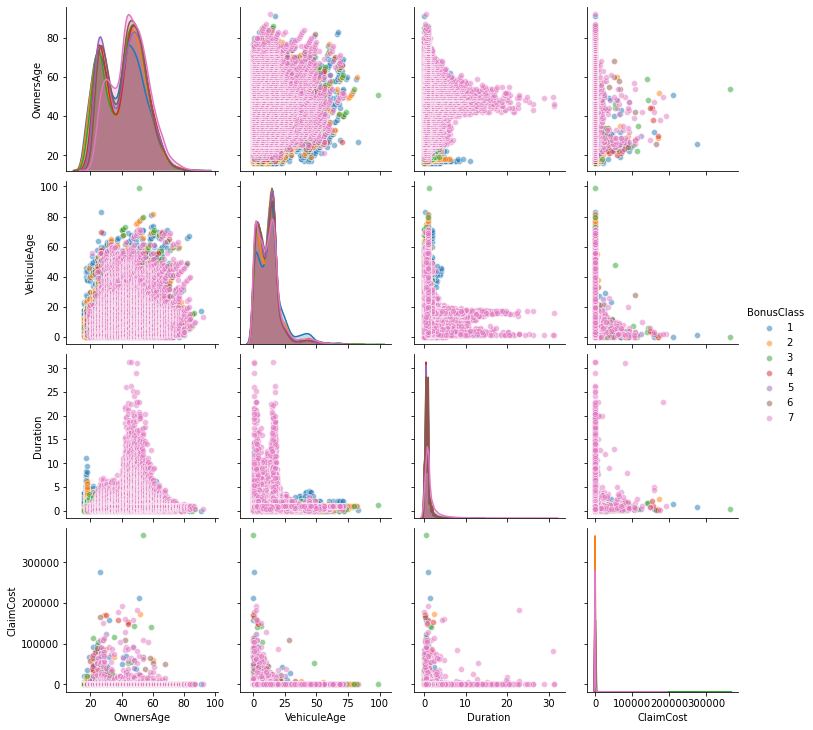 80
60
40
20
OwnersAge
100
80
60
40
20
0
VehiculeAge
30
25
20
15
10
5
0
Duration
300000
200000
100000
0
ClaimCost
20 40 60 80 100
OwnersAge
0 25 50 75 100
VehiculeAge
0 10 20 30
Duration
0 100000 200000 300000
ClaimCost
BonusClass
1
2
3
4
5
6
7